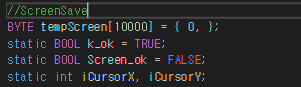 //ScreenSave
BYTE tempScreen[10000] = { 0, };
static BOOL k_ok = TRUE;
static BOOL Screen_ok = FALSE;
static int iCursorX, iCursorY;